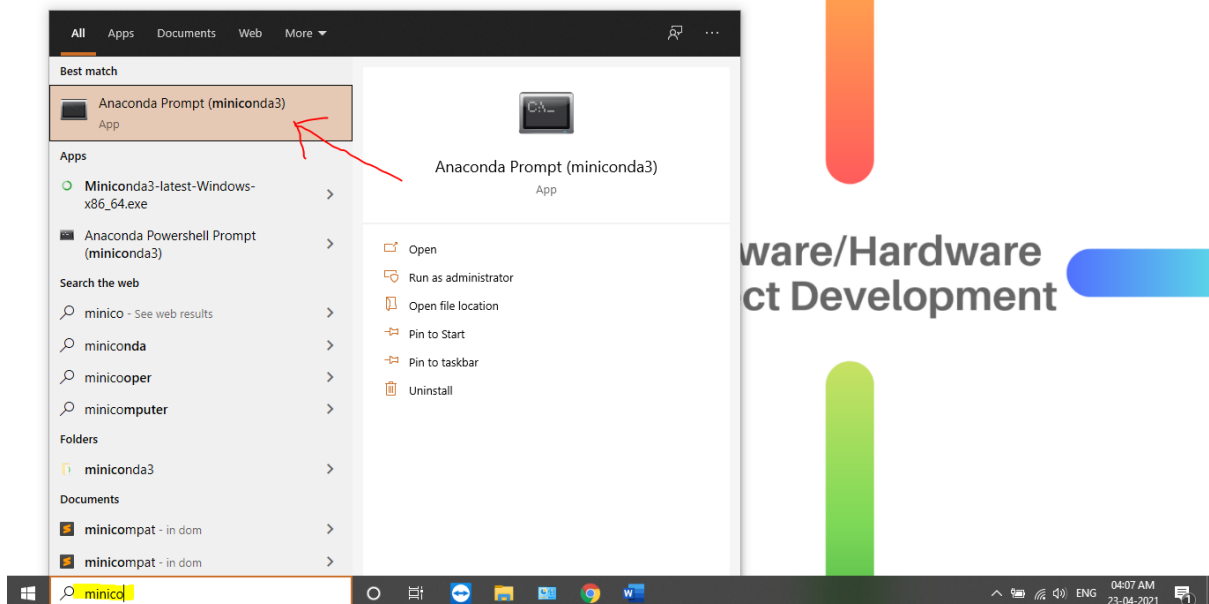 All Apps Documents Web More
Best match
Anaconda Prompt (miniconda3)
App
Apps
Miniconda3-latest-Windows-
x86_64.exe
Anaconda Powershell Prompt
(miniconda3)
Search the web
minico - See web results
miniconda
minicooper
minicomputer
Folders
miniconda3
Documents
minicompat - in dom
minicompat - in dom
minico
C:\_
Anaconda Prompt (miniconda3)
App
Open
Run as administrator
Open file location
Pin to Start
Pin to taskbar
Uninstall
ware/Hardware
ct Development
W
ENG
04:07 AM
23-04-2021
1